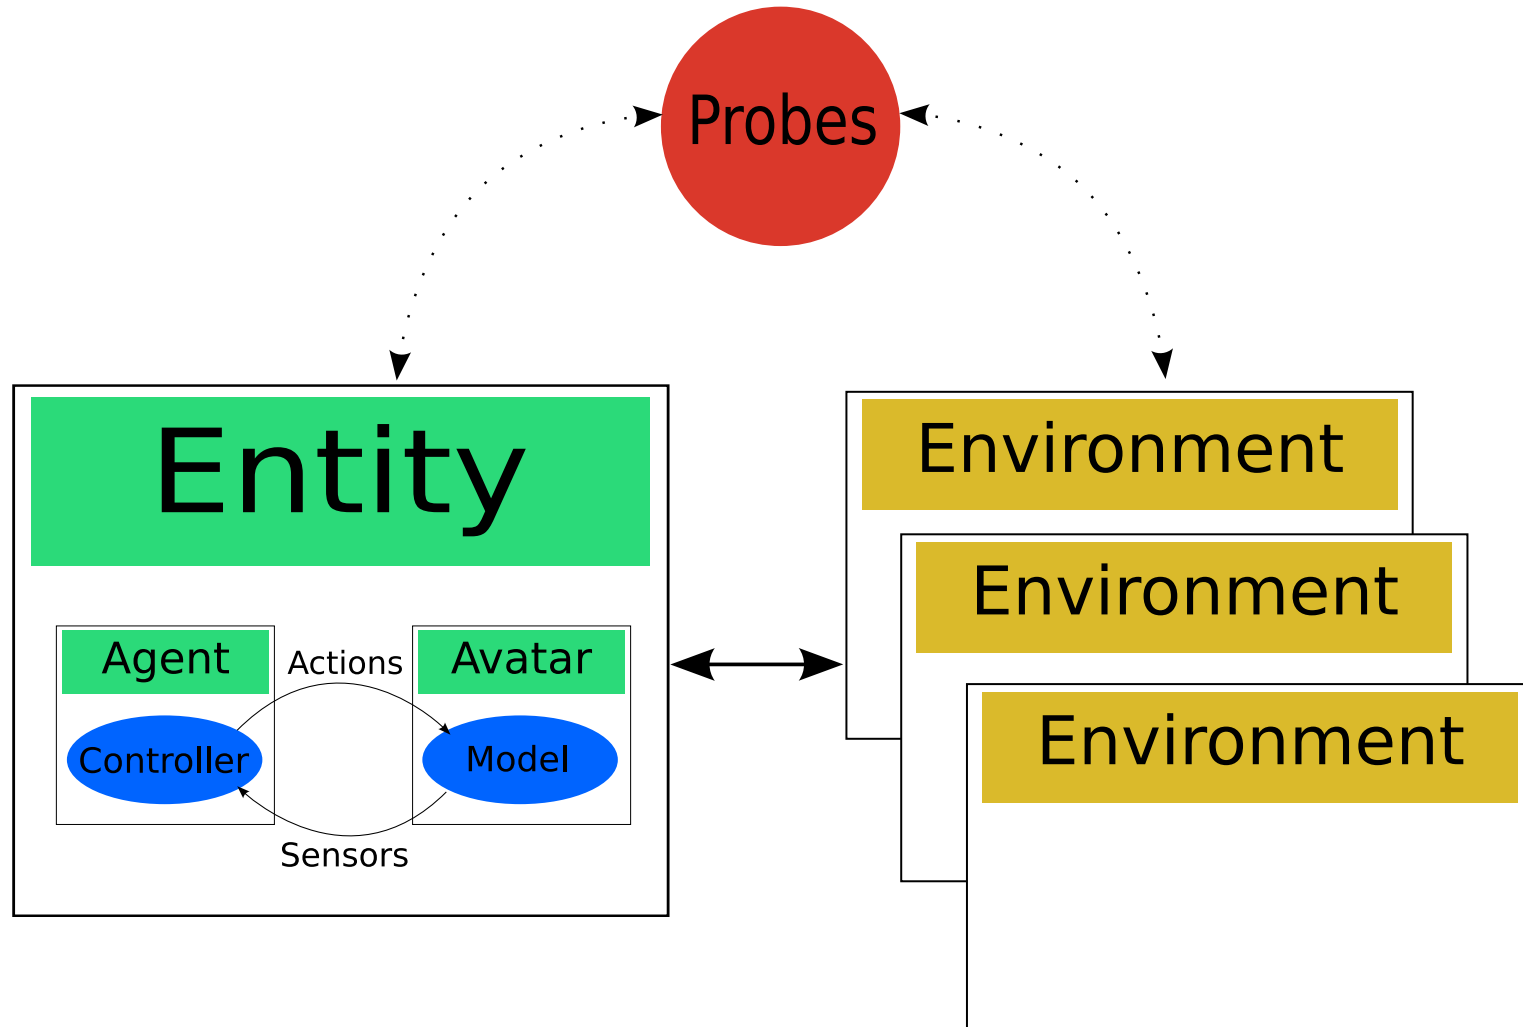 Probes
Entity
Agent
Actions
Avatar
Controller
Model
Sensors
Environment
Environment
Environment